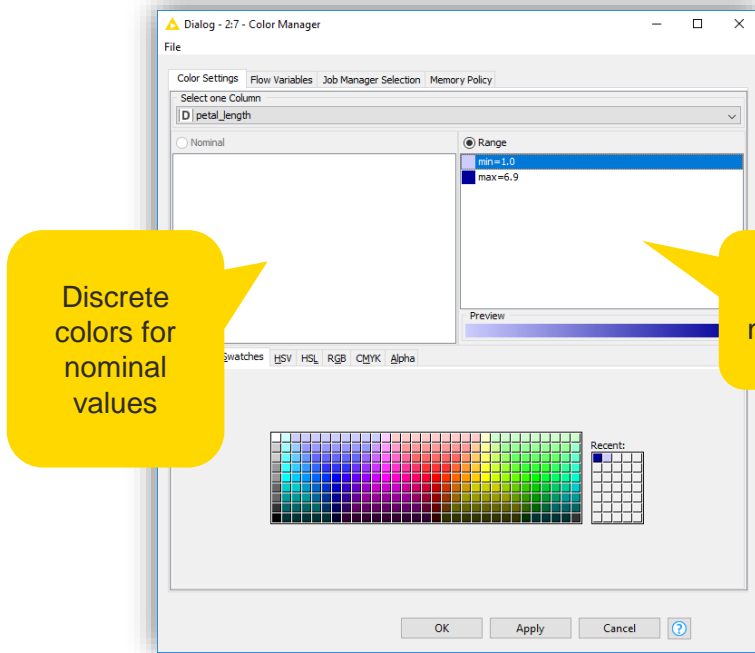 Dialog - 2:7 - Color Manager
File
Color Settings Flow Variables Job Manager Selection Memory Policy
Select one Column
D petal_length
Nominal
Range
min=1.0
max=6.9
Preview
Discrete
colors for
nominal
values
Swatches HSV HSL RGB CMYK Alpha
Recent:
OK Apply Cancel ?